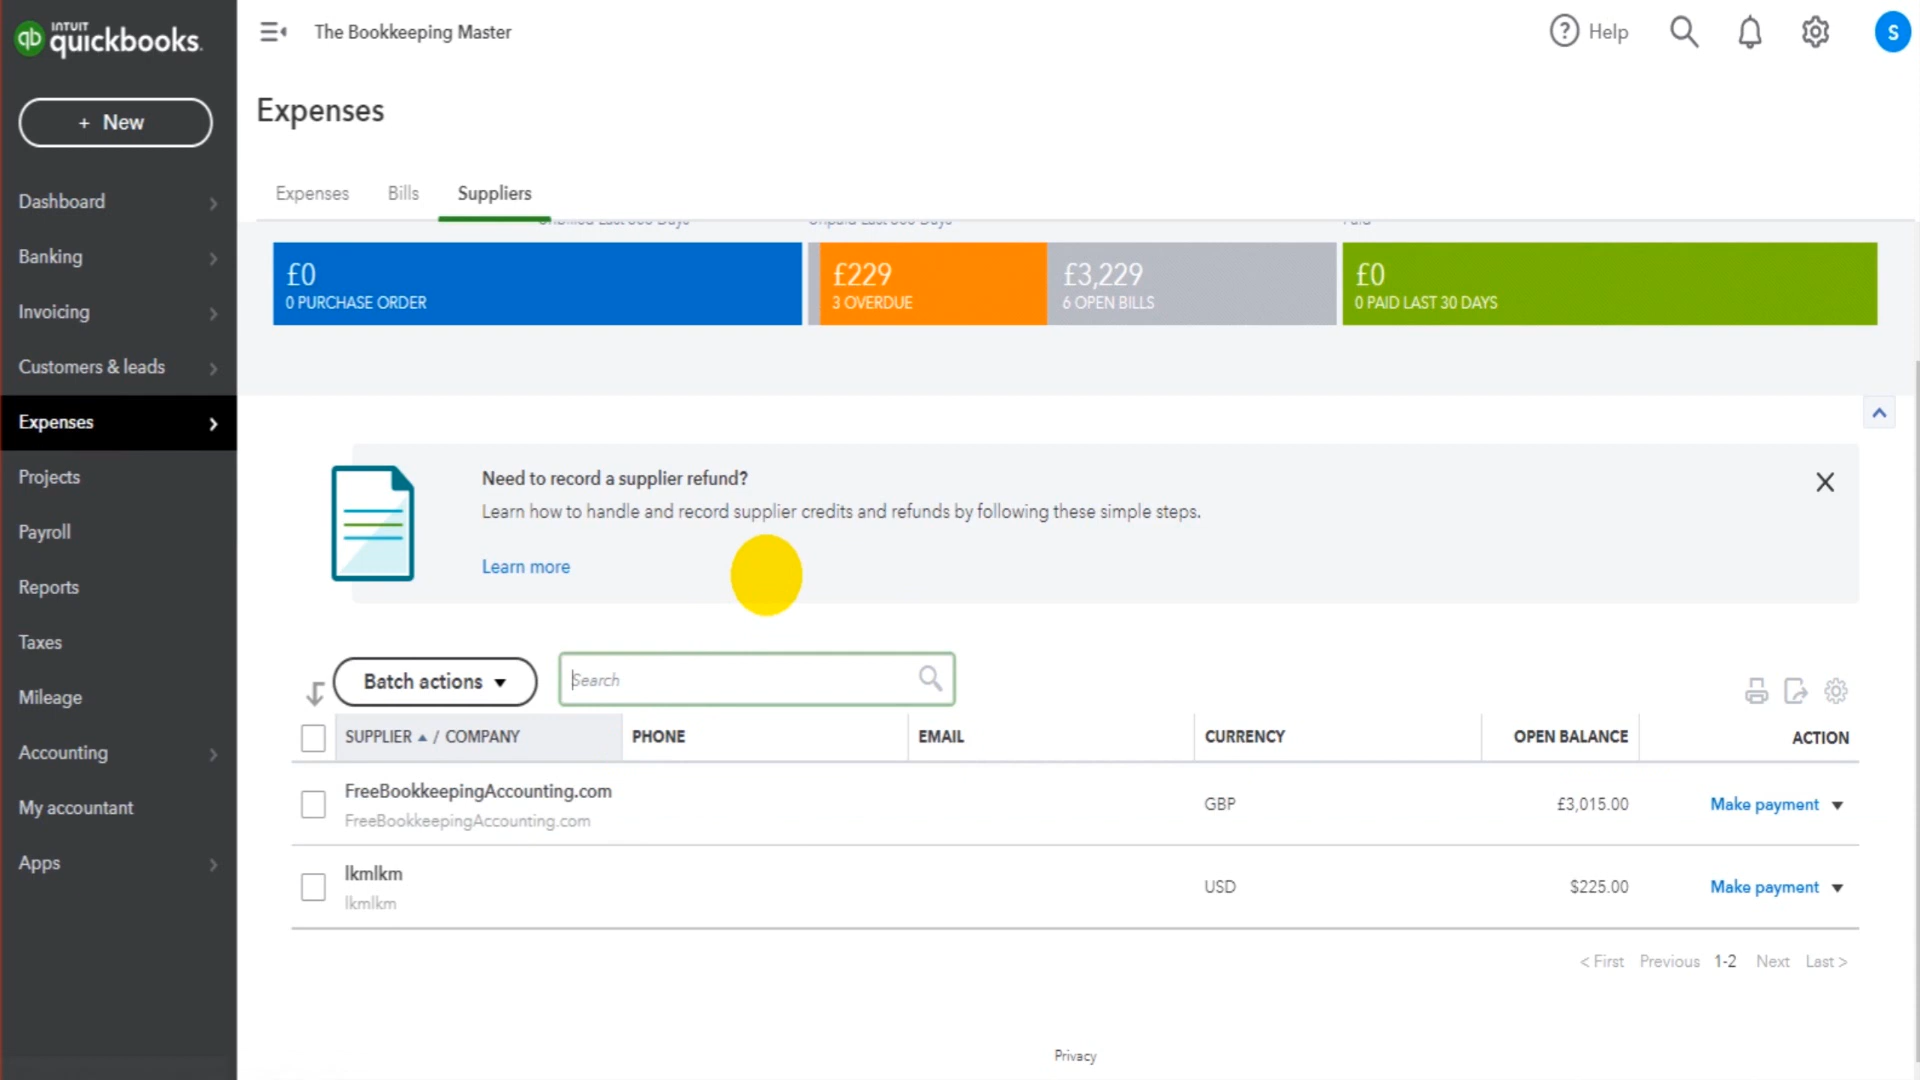 INTUIT
qb quickbooks.
The Bookkeeping Master
Help
S
+ New
Expenses
Dashboard
Banking
Invoicing
Customers & leads
Expenses
Projects
Payroll
Reports
Taxes
Mileage
Accounting
My accountant
Apps
Expenses Bills Suppliers
£0
0 PURCHASE ORDER
£229
3 OVERDUE
£3,229
6 OPEN BILLS
£0
0 PAID LAST 30 DAYS
Need to record a supplier refund?
Learn how to handle and record supplier credits and refunds by following these simple steps.
Learn more
Batch actions
Search
SUPPLIER / COMPANY PHONE EMAIL CURRENCY OPEN BALANCE ACTION
FreeBookkeepingAccounting.com GBP £3,015.00 Make payment
FreeBookkeepingAccounting.com
lkmlkm USD $225.00 Make payment
lkmlkm
< First Previous 1-2 Next Last >
Privacy